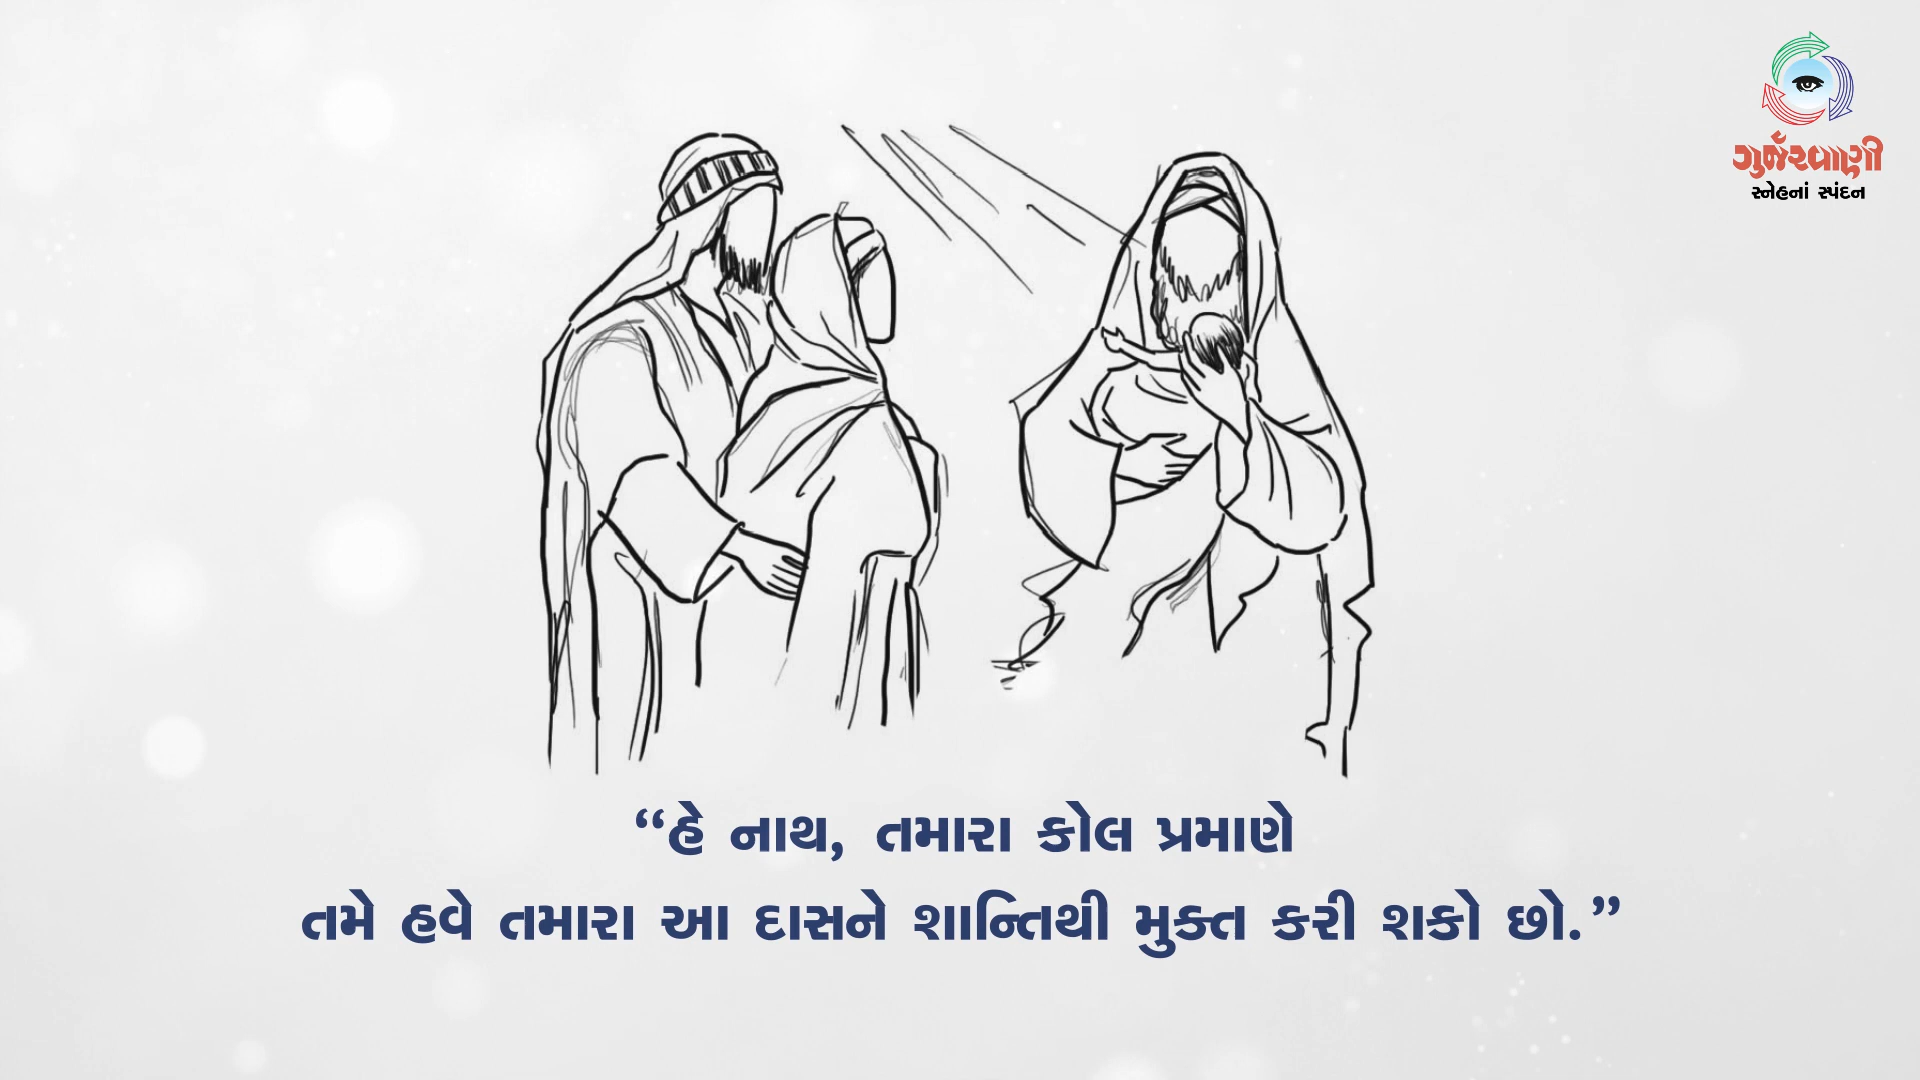 ગુર્જરવાણી
સ્નેહનાં સ્પંદન
“હે નાથ, તમારા કોલ પ્રમાણે
તમે હવે તમારા આ દાસને શાન્તિથી મુક્ત કરી શકો છો.”